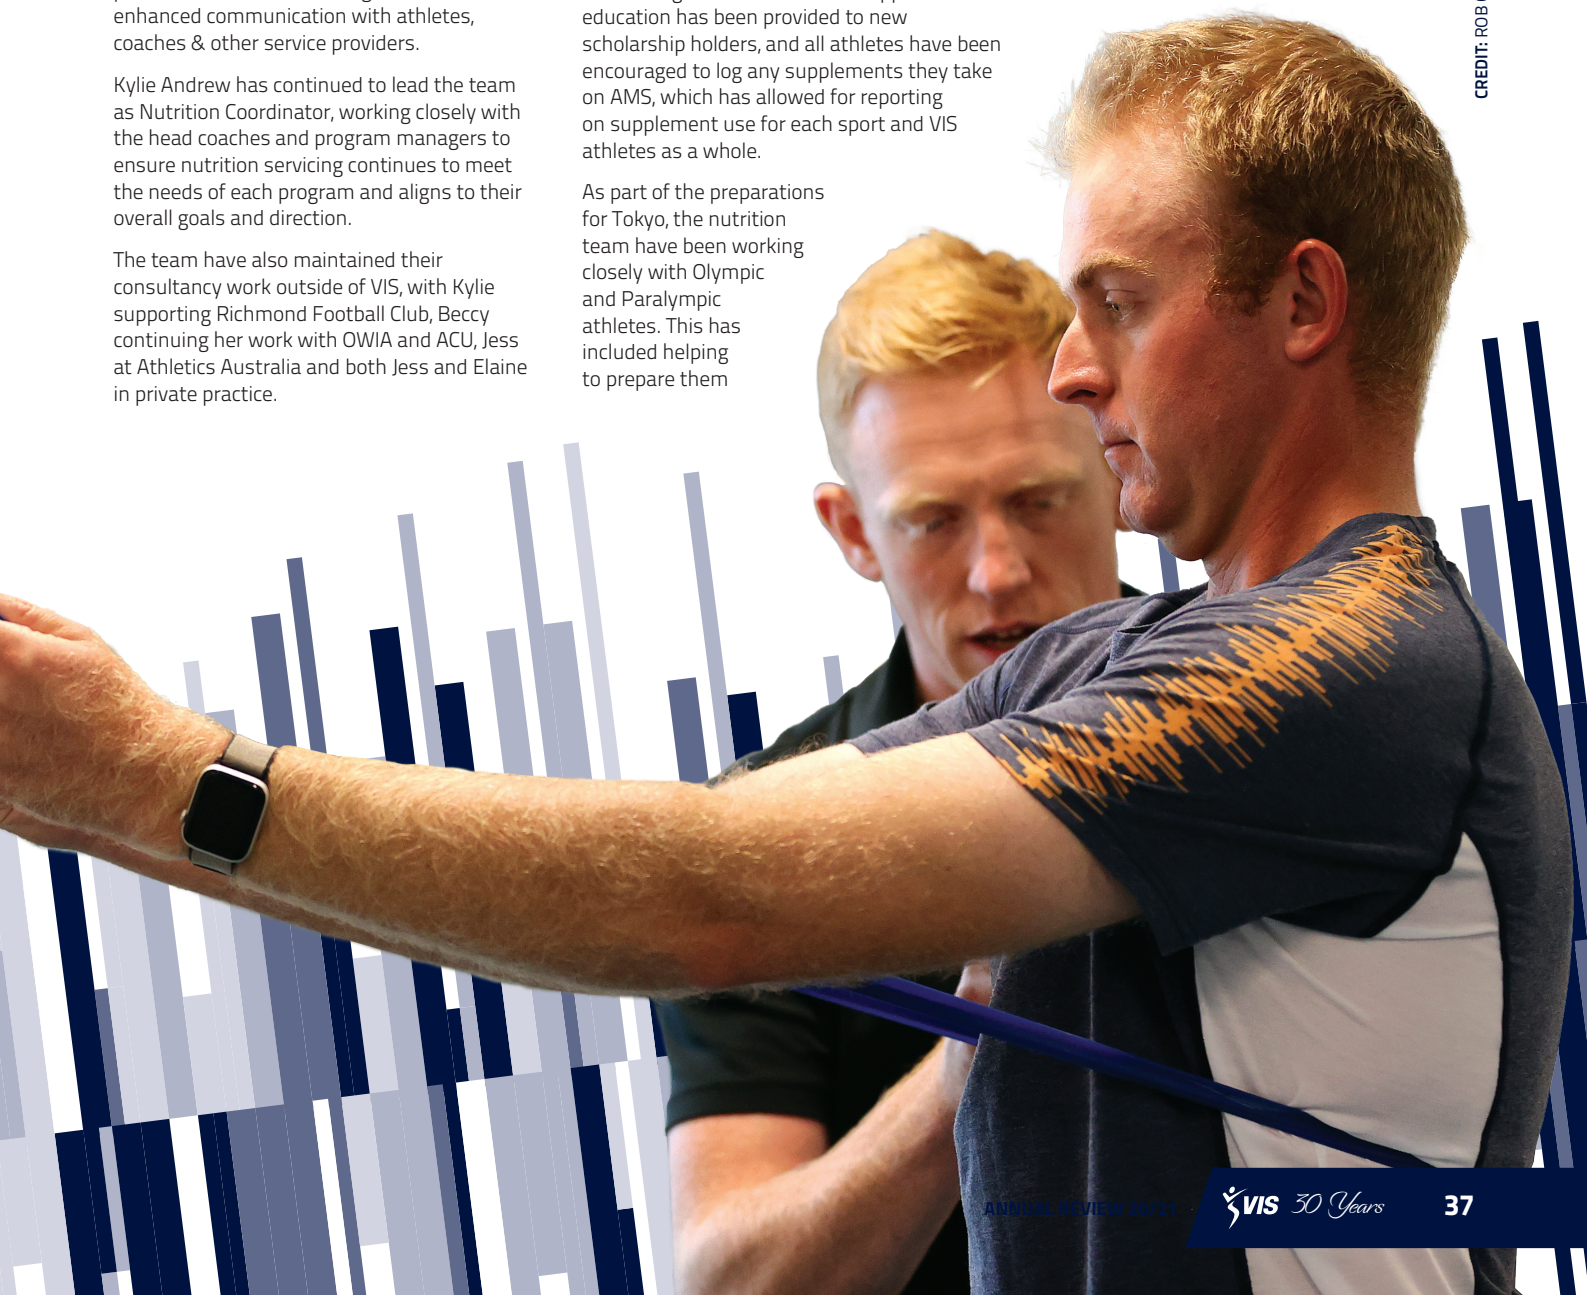 enhanced communication with athletes,
coaches & other service providers.
Kylie Andrew has continued to lead the team
as Nutrition Coordinator, working closely with
the head coaches and program managers to
ensure nutrition servicing continues to meet
the needs of each program and aligns to their
overall goals and direction.
The team have also maintained their
consultancy work outside of VIS, with Kylie
supporting Richmond Football Club, Beccy
continuing her work with OWIA and ACU, Jess
at Athletics Australia and both Jess and Elaine
in private practice.
education has been provided to new
scholarship holders, and all athletes have been
encouraged to log any supplements they take
on AMS, which has allowed for reporting
on supplement use for each sport and VIS
athletes as a whole.
As part of the preparations
for Tokyo, the nutrition
team have been working
closely with Olympic
and Paralympic
athletes. This has
included helping
to prepare them
CREDIT:
ANNUAL REVIEW 20/21
VIS 30 Years 37